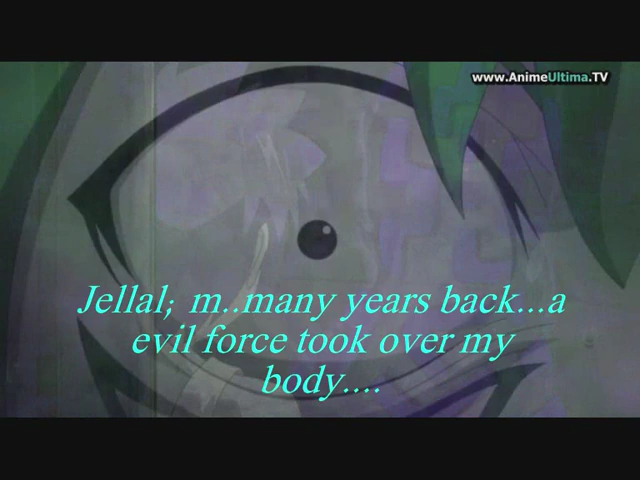 www.AnimeUltima.TV
Jellal; m..many years back...a
evil force took over my
body....